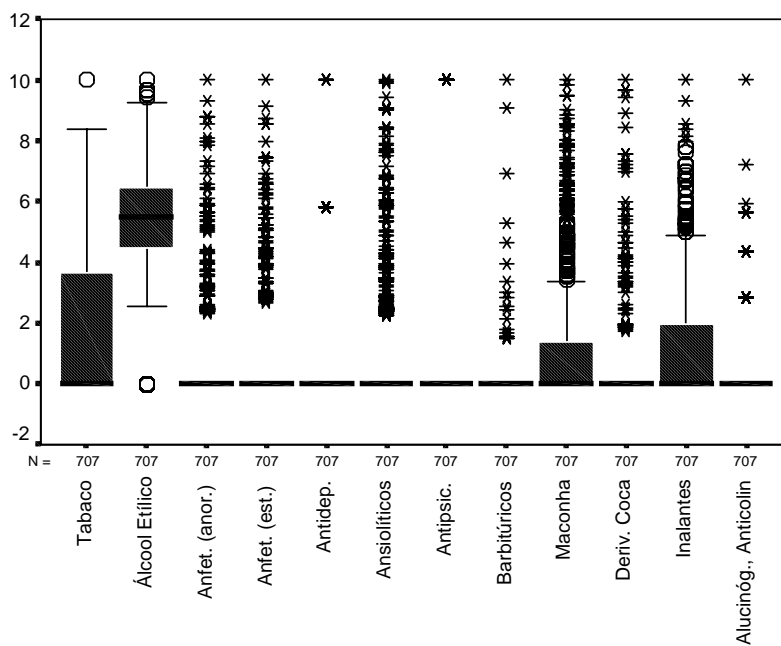 12
10
8
6
4
2
0
-2
N = 707 707 707 707 707 707 707 707 707 707 707 707
Tabaco
Álcool Etílico
Anfet. (anor.)
Anfet. (est.)
Antidep.
Ansiolíticos
Antipsic.
Barbitúricos
Maconha
Deriv. Coca
Inalantes
Alucinóg., Anticolin